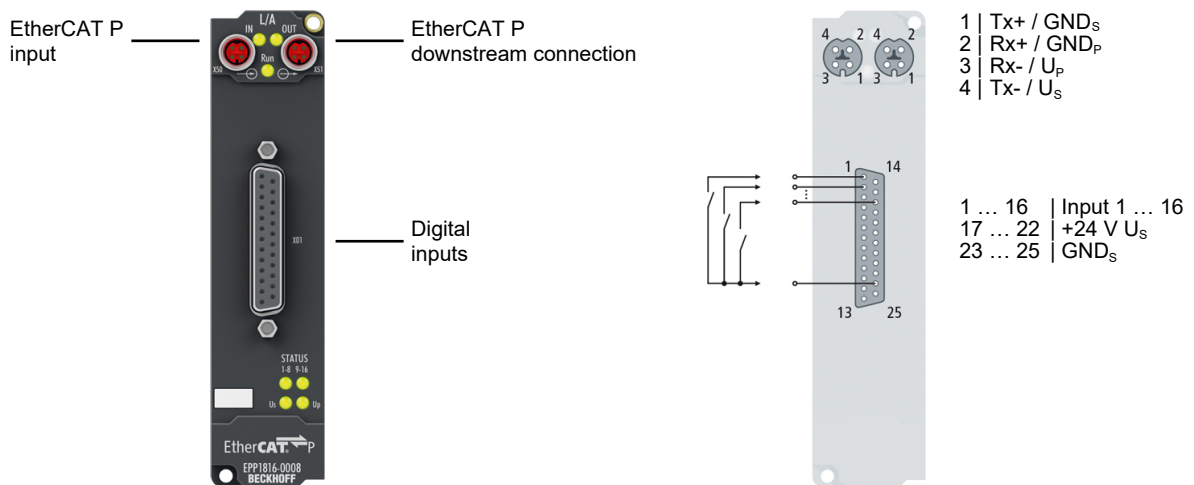 EtherCAT P
input
L/A
IN
OUT
X50
Run
X51
EtherCAT P
downstream connection
Digital
inputs
X01
STATUS
1-8 9-16
Us
Up
EtherCAT P
EPP1816-0008
BECKHOFF
4 2 4 2
3 1 3 1
1 | Tx+ / GNDS
2 | Rx+ / GNDP
3 | Rx- / UP
4 | Tx- / US
1 14
13 25
1 … 16 | Input 1 … 16
17 … 22 | +24 V US
23 … 25 | GNDS